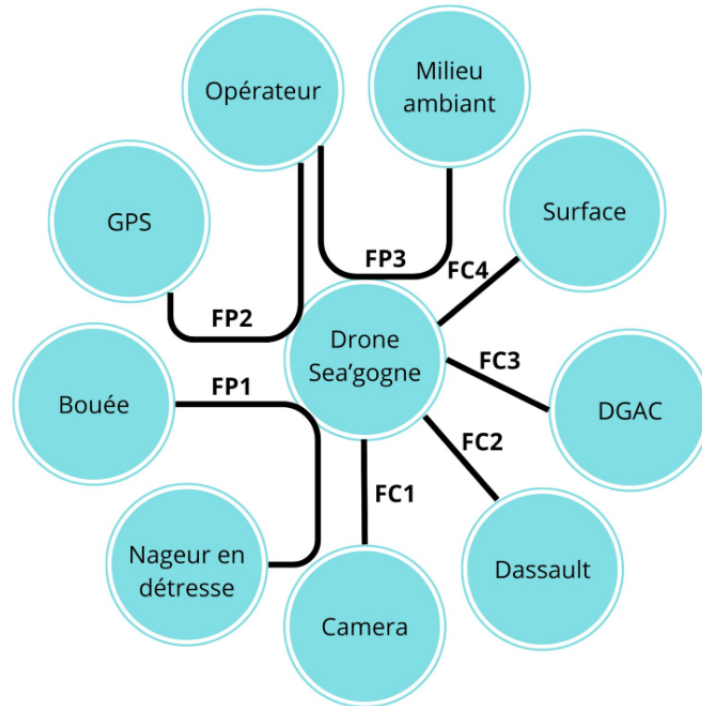 Opérateur
Milieu
ambiant
GPS
Surface
FP3
FC4
FP2
Drone
Sea’gogne
FC3
FP1
Bouée
DGAC
FC2
FC1
Nageur en
détresse
Dassault
Camera